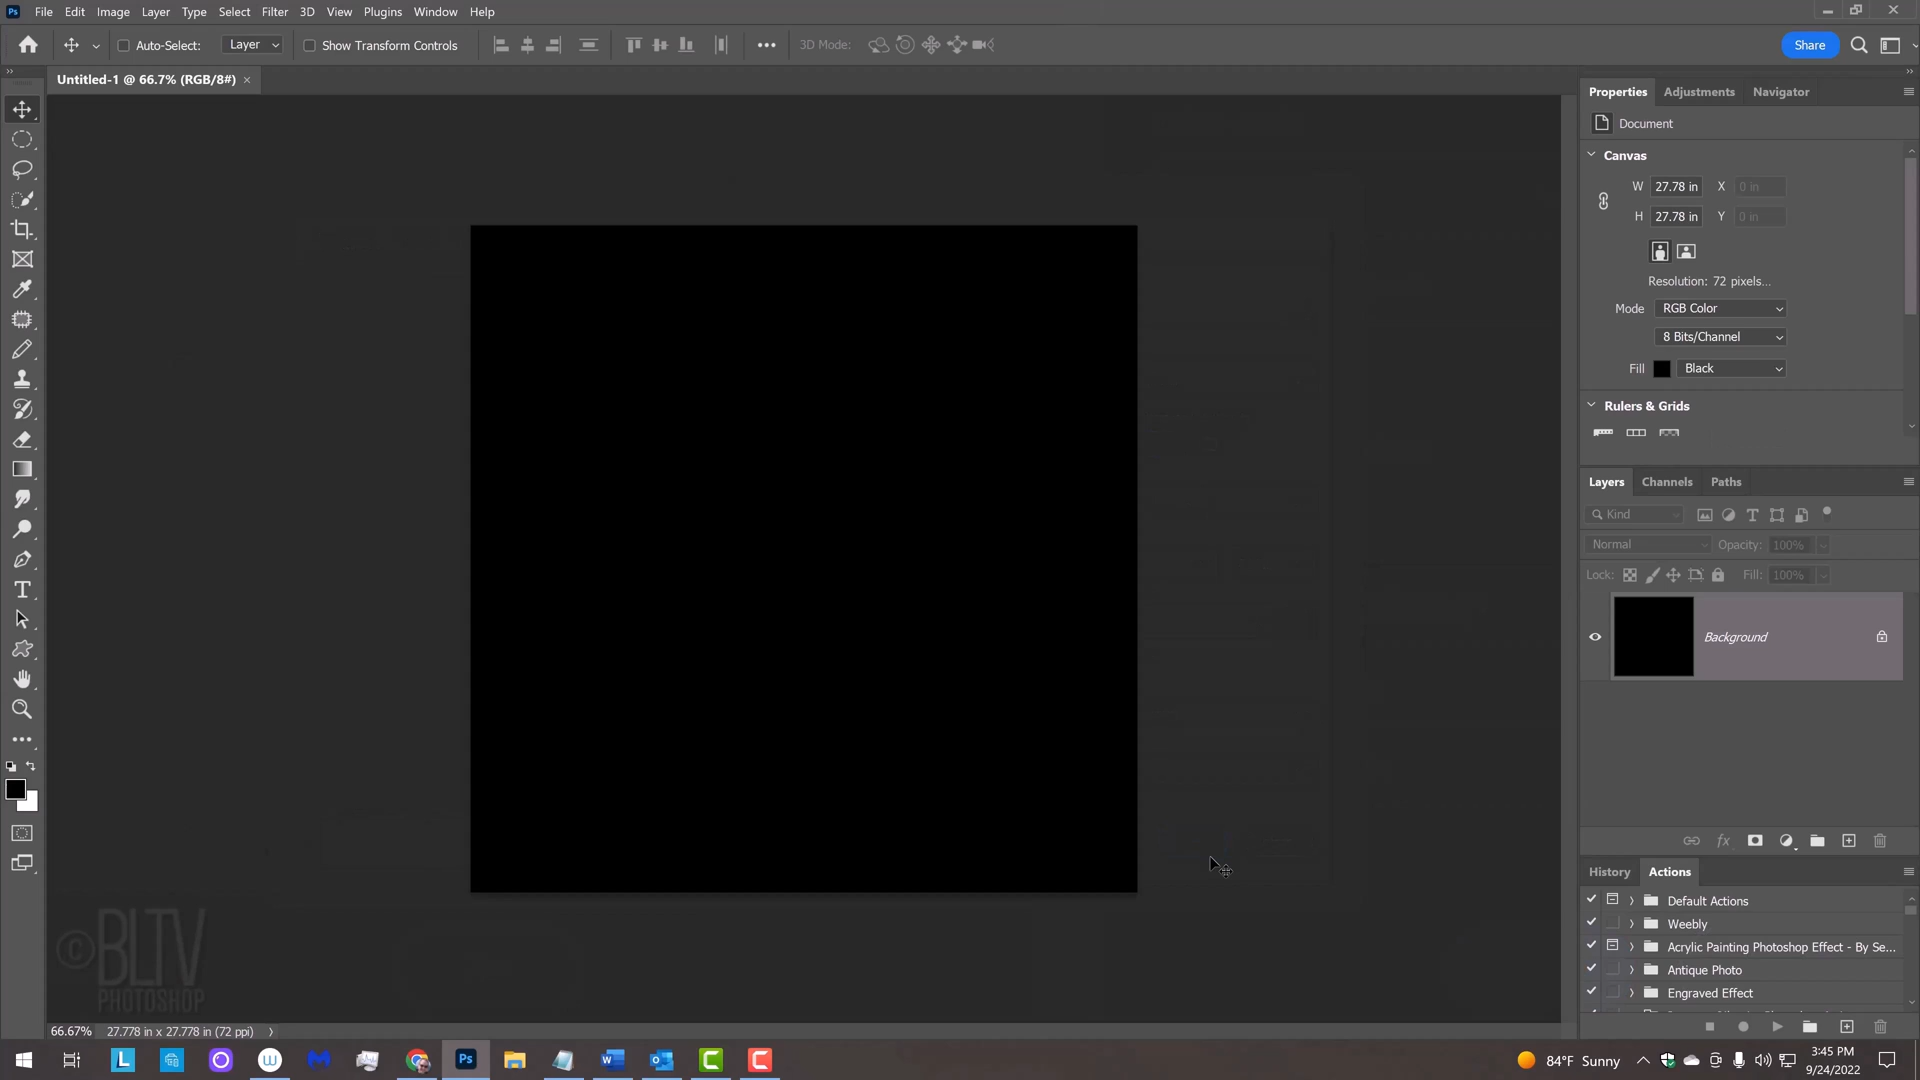 Ps File Edit Image Layer Type Select Filter 3D View Plugins Window Help
Auto-Select: Layer Show Transform Controls 3D Mode: Share
Untitled-1 @ 66.7% (RGB/8#) ×
Properties Adjustments Navigator
Document
Canvas
W 27.78 in X 0 in
H 27.78 in Y 0 in
Resolution: 72 pixels...
Mode RGB Color
8 Bits/Channel
Fill Black
Rulers & Grids
Layers Channels Paths
Kind
Normal Opacity: 100%
Lock: Fill: 100%
Background
History Actions
Default Actions
Weebly
Acrylic Painting Photoshop Effect - By Se...
Antique Photo
Engraved Effect
©BLTV
PHOTOSHOP
66.67% 27.778 in x 27.778 in (72 ppi)
84°F Sunny
3:45 PM
9/24/2022